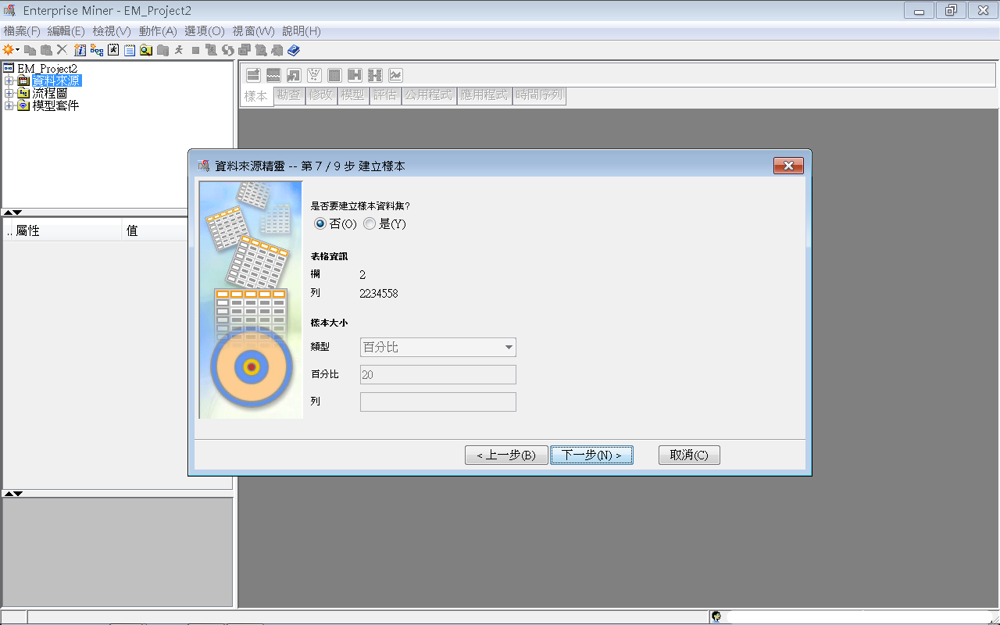 Enterprise Miner - EM_Project2
檔案(F) 編輯(E) 檢視(V) 動作(A) 選項(O) 視窗(W) 說明(H)
EM_Project2
資料來源
流程圖
模型套件
樣本 勘查 修改 模型 評估 公用程式 應用程式 時間序列
.. 屬性 值
資料來源精靈 -- 第 7 / 9 步 建立樣本
是否要建立樣本資料集?
否(O) 是(Y)
表格資訊
欄 2
列 2234558
樣本大小
類型 百分比
百分比 20
列
< 上一步(B) 下一步(N) > 取消(C)